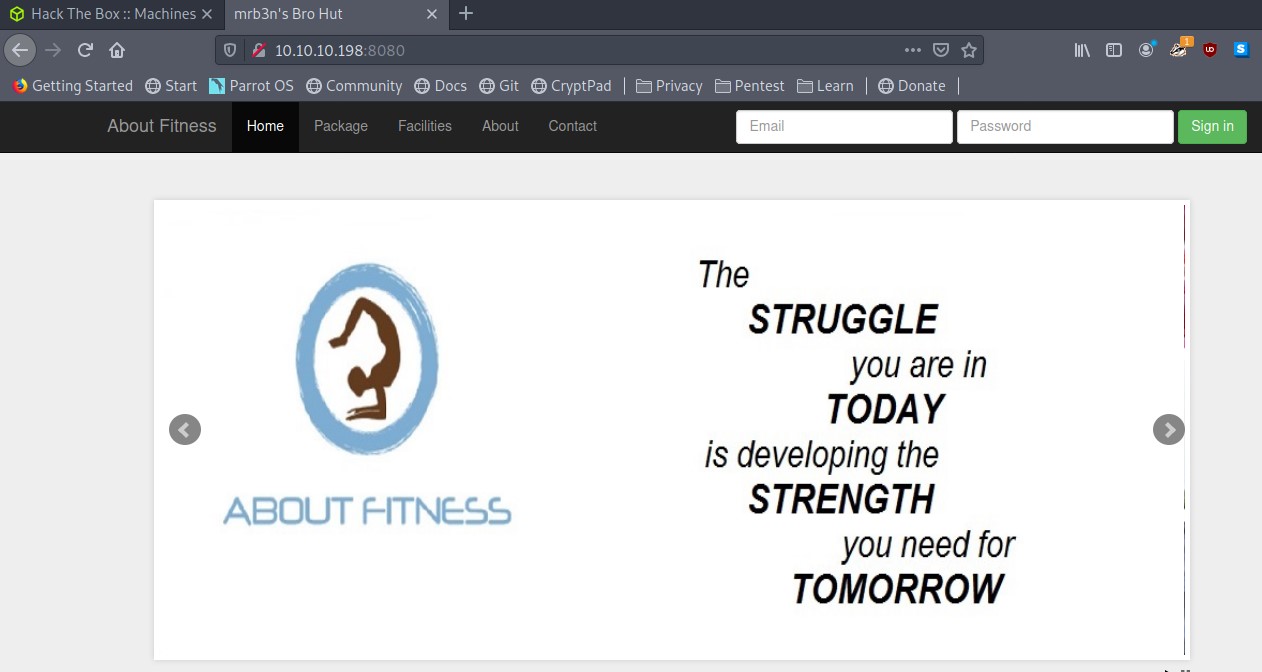 Hack The Box :: Machines
mrb3n's Bro Hut
10.10.10.198:8080
1
UD
S
Getting Started
Start
Parrot OS
Community
Docs
Git
CryptPad
Privacy
Pentest
Learn
Donate
About Fitness
Home
Package
Facilities
About
Contact
Email
Password
Sign in
The
STRUGGLE
you are in
TODAY
is developing the
STRENGTH
you need for
TOMORROW
ABOUT FITNESS